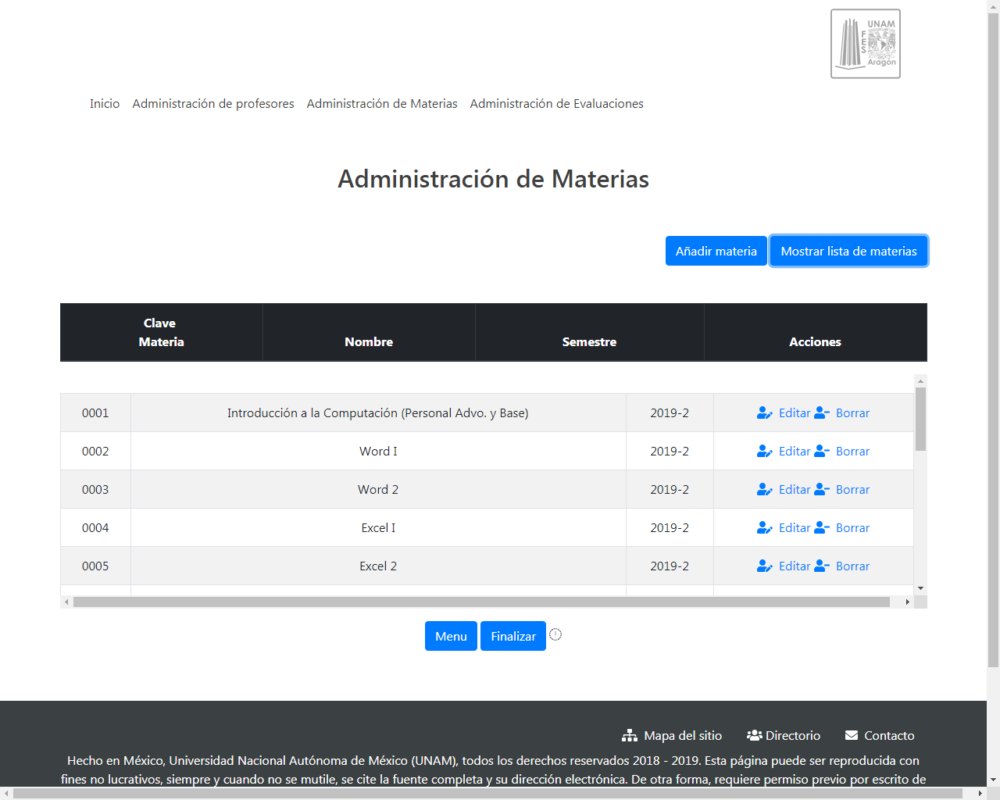 UNAM
FES
Aragón
Inicio Administración de profesores Administración de Materias Administración de Evaluaciones
Administración de Materias
Añadir materia Mostrar lista de materias
Clave
Materia Nombre Semestre Acciones
0001 Introducción a la Computación (Personal Advo. y Base) 2019-2 Editar Borrar
0002 Word I 2019-2 Editar Borrar
0003 Word 2 2019-2 Editar Borrar
0004 Excel I 2019-2 Editar Borrar
0005 Excel 2 2019-2 Editar Borrar
Menu Finalizar
Mapa del sitio Directorio Contacto
Hecho en México, Universidad Nacional Autónoma de México (UNAM), todos los derechos reservados 2018 - 2019. Esta página puede ser reproducida con
fines no lucrativos, siempre y cuando no se mutile, se cite la fuente completa y su dirección electrónica. De otra forma, requiere permiso previo por escrito de